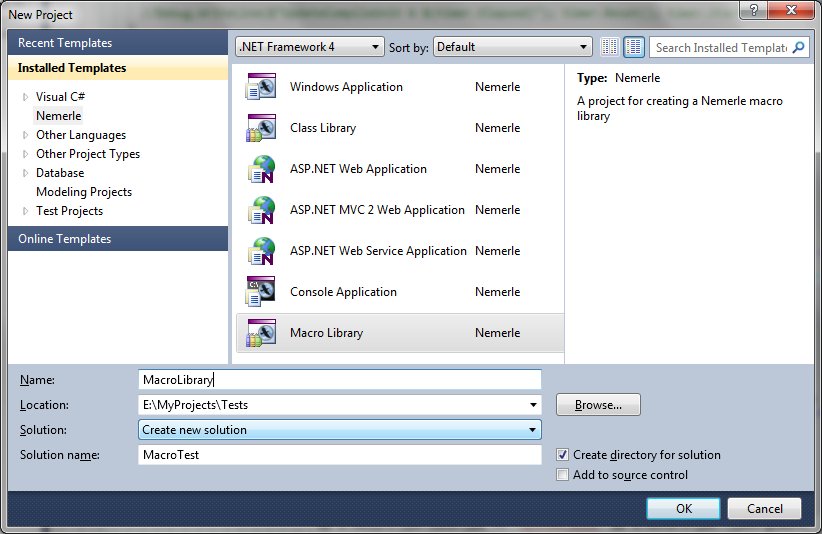 New Project
Recent Templates
Installed Templates
Visual C#
Nemerle
Other Languages
Other Project Types
Database
Modeling Projects
Test Projects
Online Templates
.NET Framework 4
Sort by: Default
Search Installed Templat
Windows Application Nemerle
Class Library Nemerle
ASP.NET Web Application Nemerle
ASP.NET MVC 2 Web Application Nemerle
ASP.NET Web Service Application Nemerle
Console Application Nemerle
Macro Library Nemerle
Type: Nemerle
A project for creating a Nemerle macro
library
Name: MacroLibrary
Location: E:\MyProjects\Tests
Browse...
Solution: Create new solution
Solution name: MacroTest
Create directory for solution
Add to source control
OK Cancel